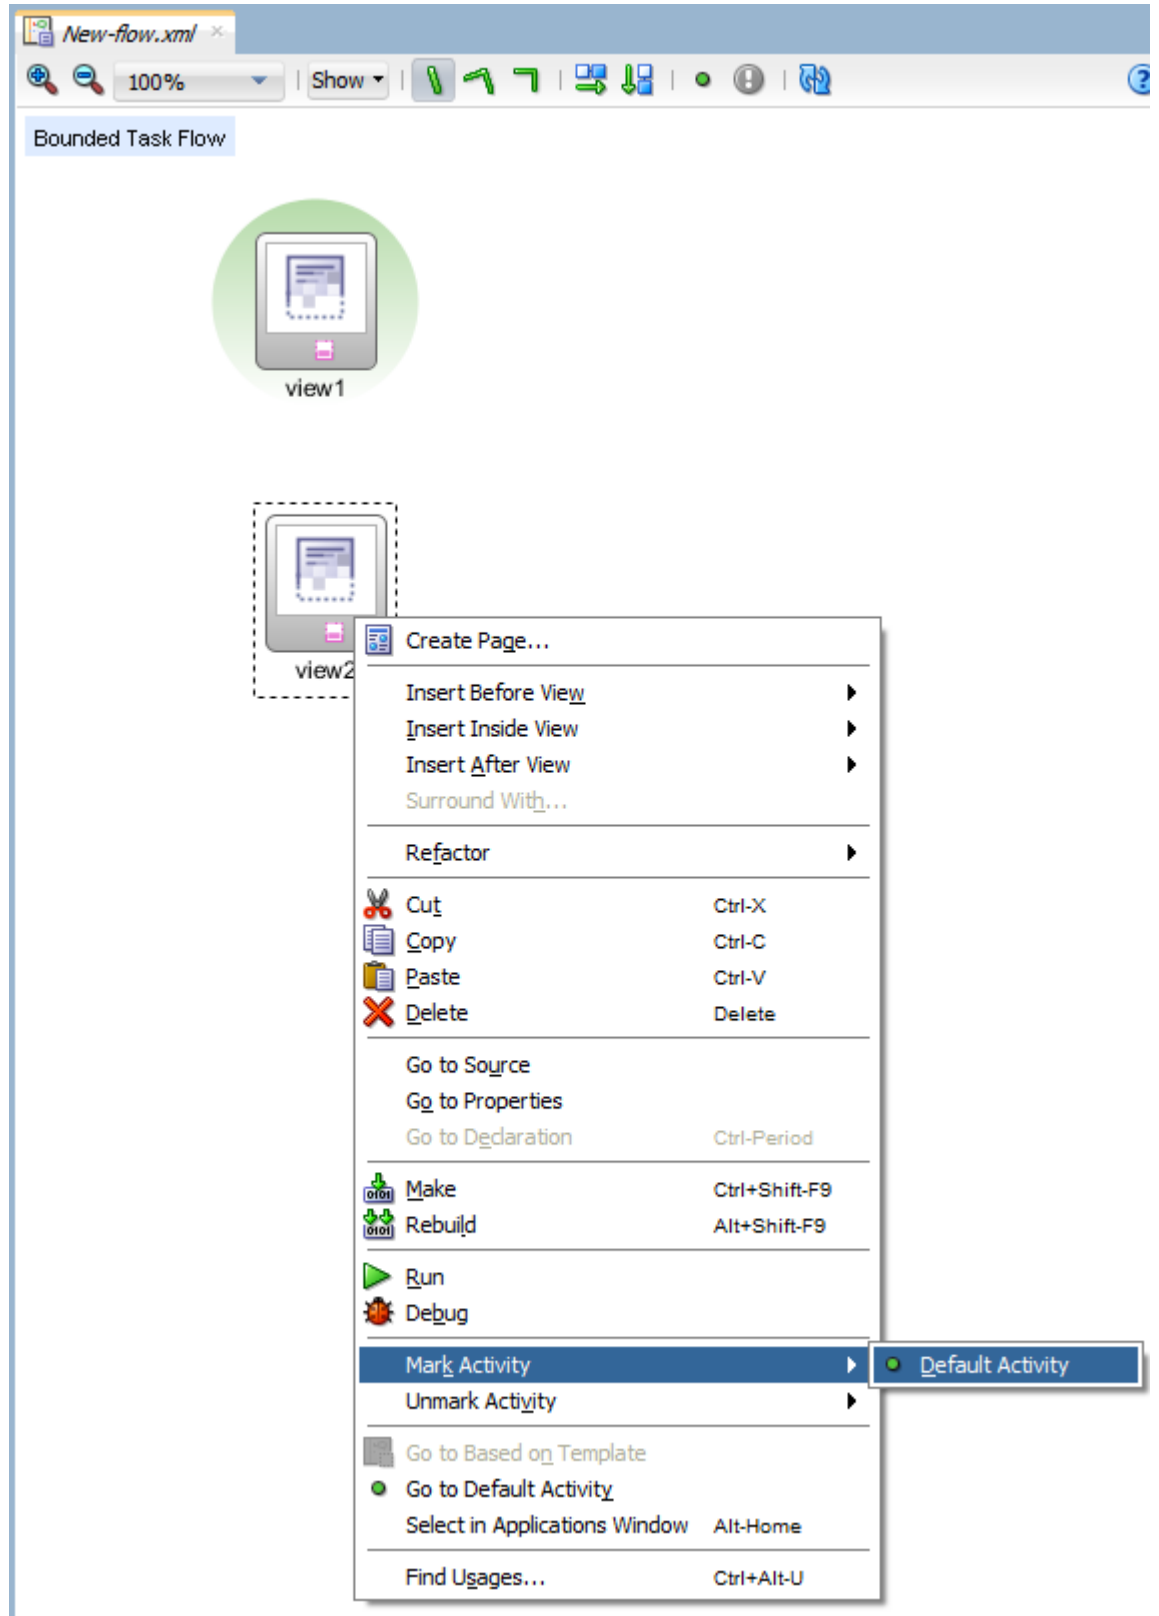 New-flow.xml
100% Show
Bounded Task Flow
view1
view2
Create Page...
Insert Before View
Insert Inside View
Insert After View
Surround With...
Refactor
Cut Ctrl-X
Copy Ctrl-C
Paste Ctrl-V
Delete Delete
Go to Source
Go to Properties
Go to Declaration Ctrl-Period
Make Ctrl+Shift-F9
Rebuild Alt+Shift-F9
Run
Debug
Mark Activity Default Activity
Unmark Activity
Go to Based on Template
Go to Default Activity
Select in Applications Window Alt-Home
Find Usages... Ctrl+Alt-U